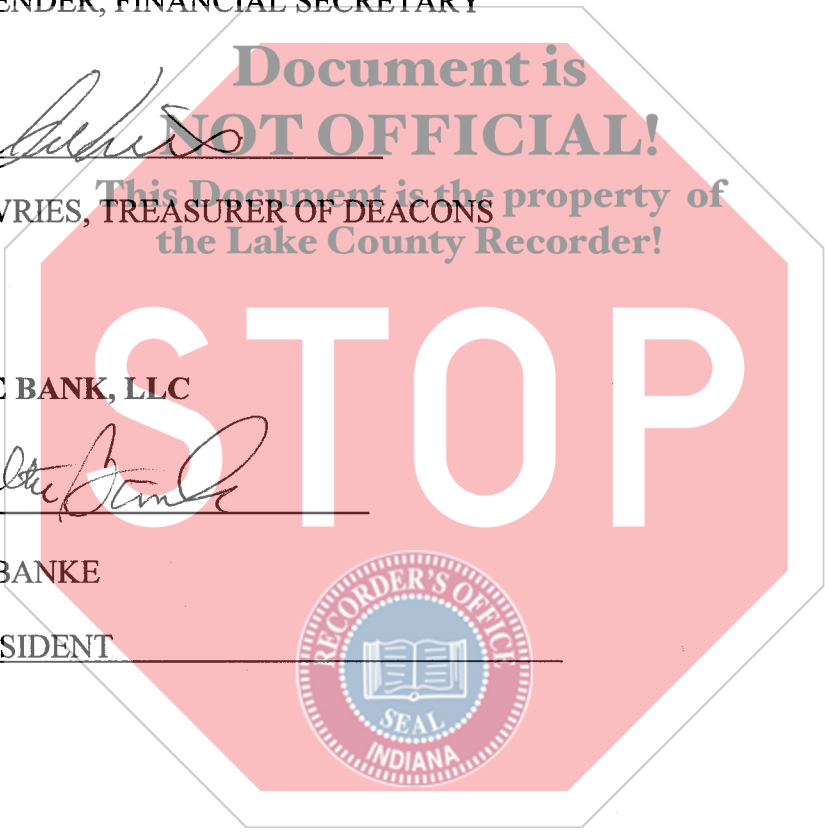 ENDER, FINANCIAL SECRETARY
Document is
NOT OFFICIAL!
This Document is the property of
VRIES, TREASURER OF DEACONS
the Lake County Recorder!
STOP
E BANK, LLC
BANKE
SIDENT
RECORDER'S OFFICE
SEAL
INDIANA